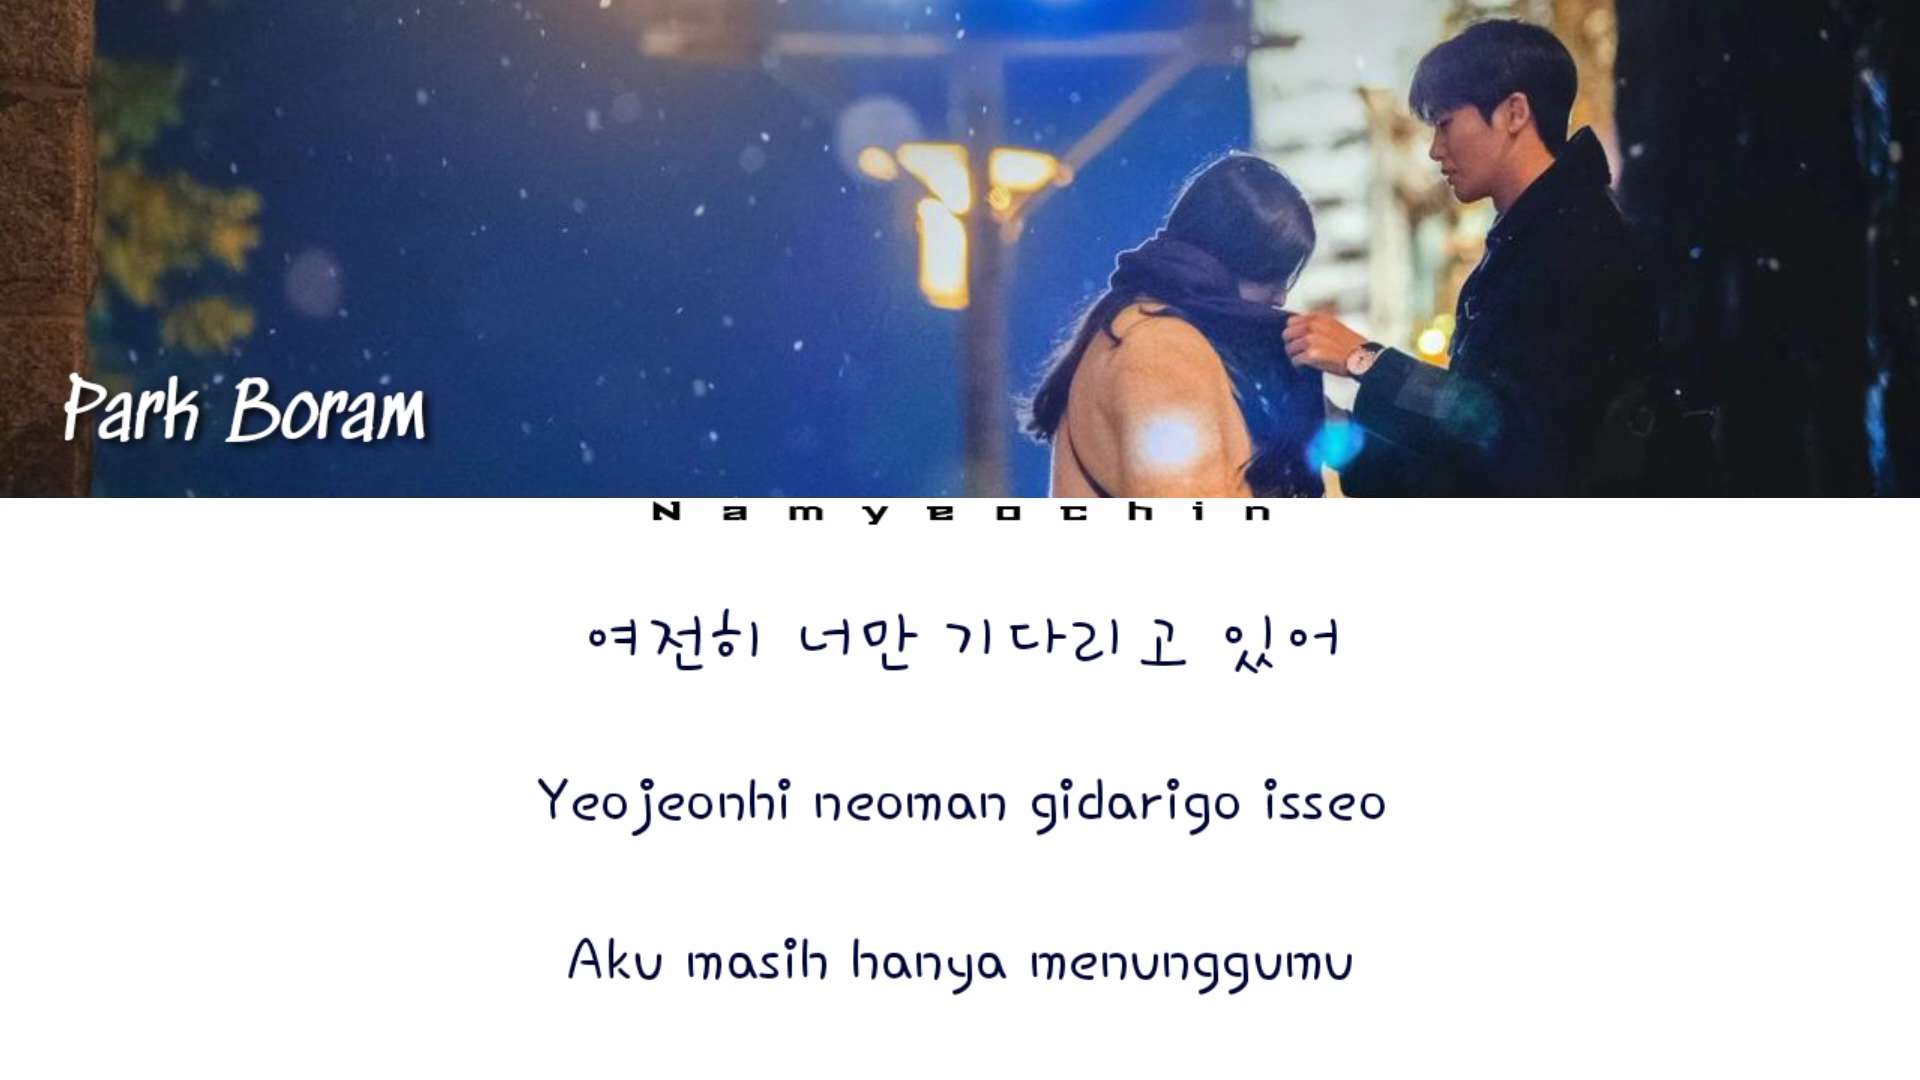 Park Boram
Namyeochin
여전히 너만 기다리고 있어
Yeojeonhi neoman gidarigo isseo
Aku masih hanya menunggumu